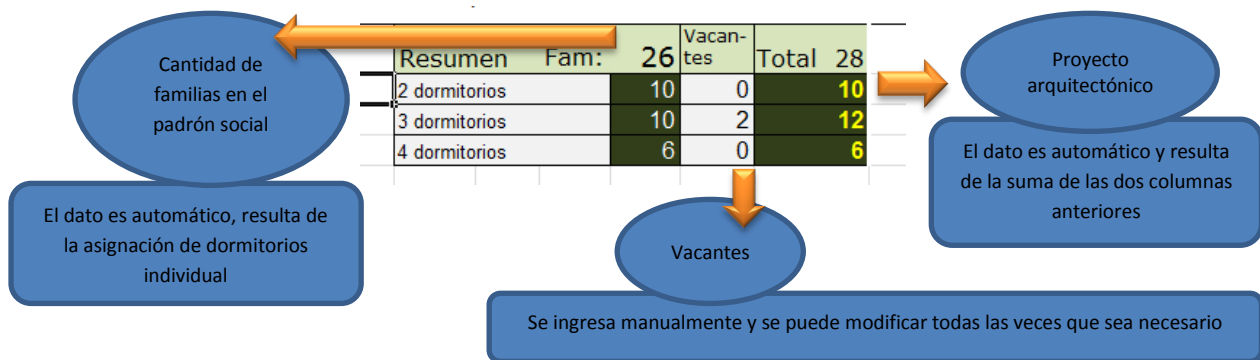 Resumen Fam: 26 Vacan-
tes Total 28
2 dormitorios 10 0 10
3 dormitorios 10 2 12
4 dormitorios 6 0 6
Cantidad de
familias en el
padrón social
El dato es automático, resulta de
la asignación de dormitorios
individual
Proyecto
arquitectónico
El dato es automático y resulta
de la suma de las dos columnas
anteriores
Vacantes
Se ingresa manualmente y se puede modificar todas las veces que sea necesario